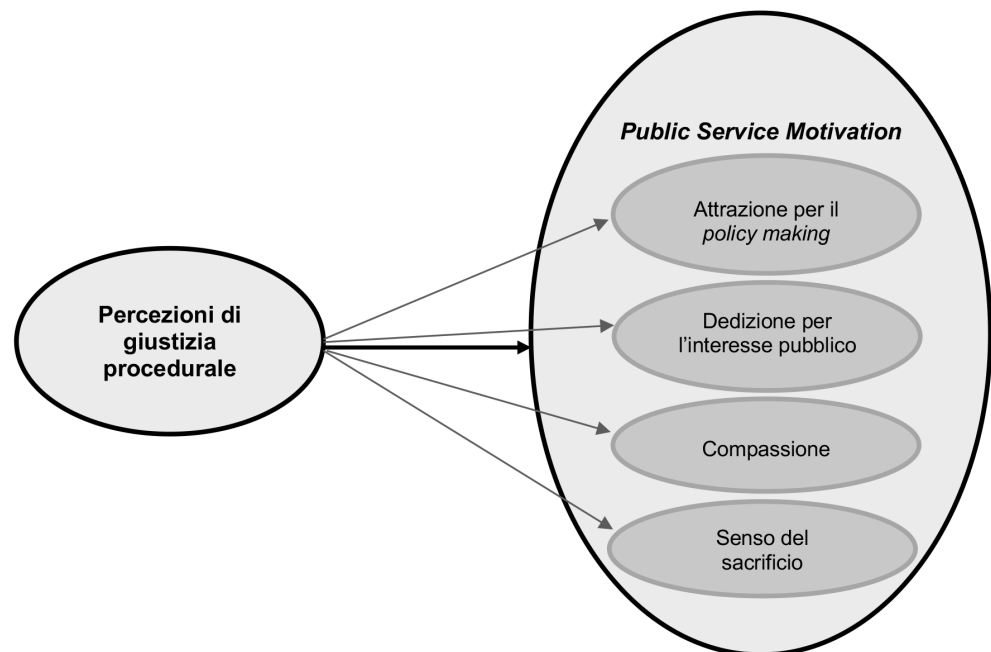 Public Service Motivation
Attrazione per il
policy making
Percezioni di
giustizia
procedurale
Dedizione per
l'interesse pubblico
Compassione
Senso del
sacrificio